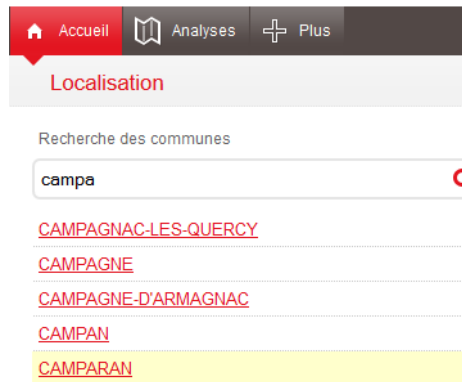 Accueil Analyses Plus
Localisation
Recherche des communes
campa
CAMPAGNAC-LES-QUERCY
CAMPAGNE
CAMPAGNE-D'ARMAGNAC
CAMPAN
CAMPARAN